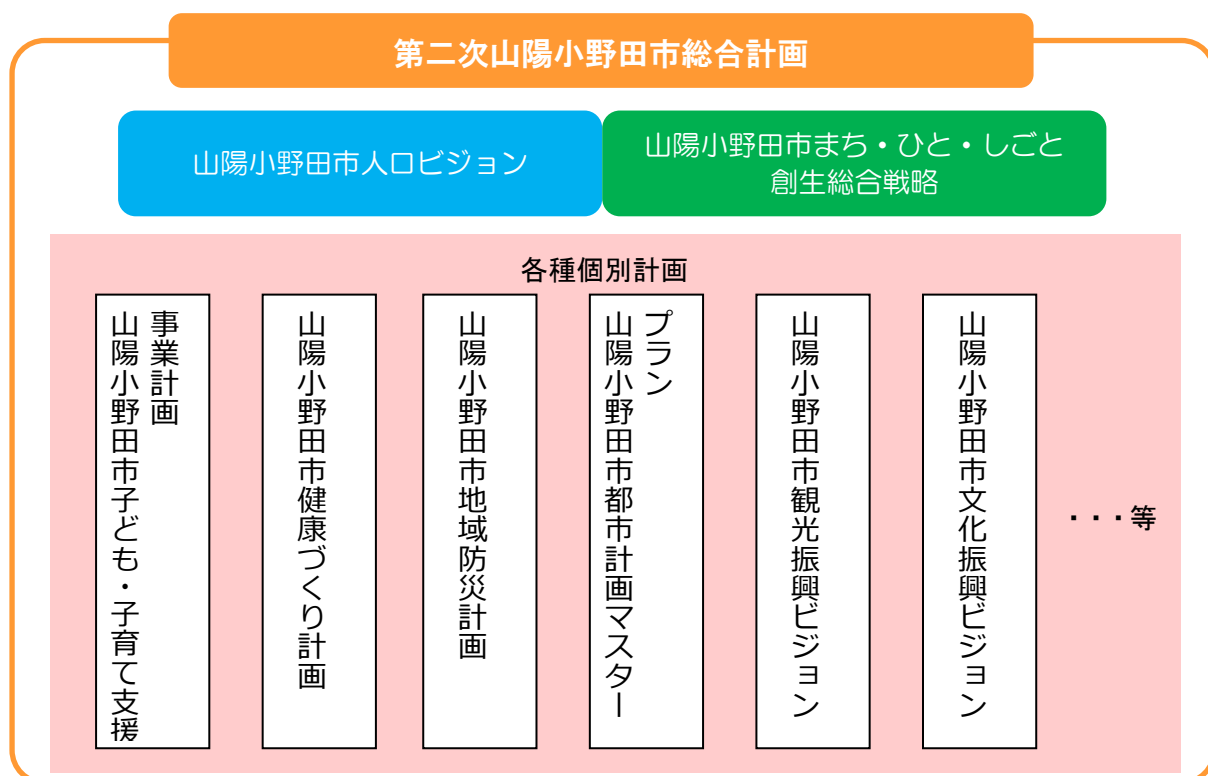 第二次山陽小野田市総合計画
山陽小野田市人口ビジョン
山陽小野田市まち・ひと・しごと
創生総合戦略
各種個別計画
山陽小野田市子ども・子育て支援
事業計画
山陽小野田市健康づくり計画
山陽小野田市地域防災計画
山陽小野田市都市計画マスター
プラン
山陽小野田市観光振興ビジョン
山陽小野田市文化振興ビジョン
・・・等